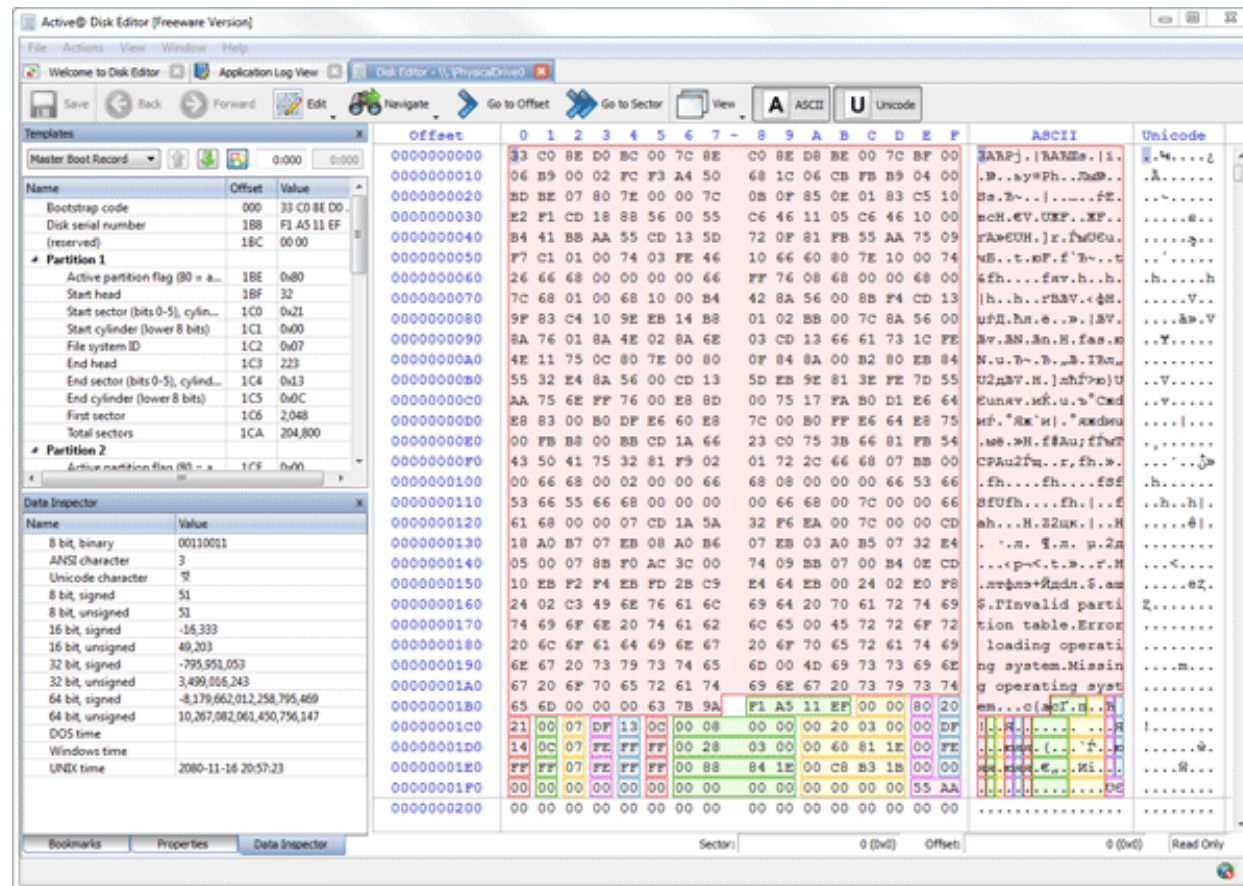 Active@ Disk Editor [Freeware Version]
File Actions View Window Help
Welcome to Disk Editor Application Log View Disk Editor - \\.\PhysicalDrive0
Save Back Forward Edit Navigate Go to Offset Go to Sector View A ASCII U Unicode
Templates
Master Boot Record 0:000 0:000
Name Offset Value
Bootstrap code 000 33 C0 8E D0 .
Disk serial number 1B8 F1 A5 11 EF
(reserved) 1BC 00 00
Partition 1
Active partition flag (80 = a... 1BE 0x80
Start head 1BF 32
Start sector (bits 0-5), cylin... 1C0 0x21
Start cylinder (lower 8 bits) 1C1 0x00
File system ID 1C2 0x07
End head 1C3 223
End sector (bits 0-5), cylind... 1C4 0x13
End cylinder (lower 8 bits) 1C5 0x0C
First sector 1C6 2,048
Total sectors 1CA 204,800
Partition 2
Active partition flag (80 = a... 1CE 0x00
Data Inspector
Name Value
8 bit, binary 00110011
ANSI character 3
Unicode character
8 bit, signed 51
8 bit, unsigned 51
16 bit, signed -16,333
16 bit, unsigned 49,203
32 bit, signed -795,951,053
32 bit, unsigned 3,499,016,243
64 bit, signed -8,179,662,012,258,795,469
64 bit, unsigned 10,267,082,061,450,756,147
DOS time
Windows time
UNIX time 2080-11-16 20:57:23
Bookmarks Properties Data Inspector
Offset 0 1 2 3 4 5 6 7 - 8 9 A B C D E F ASCII Unicode
0000000000 33 C0 8E D0 BC 00 7C 8E C0 8E D8 BE 00 7C BF 00
0000000010 06 B9 00 02 FC F3 A4 50 68 1C 06 CB FB B9 04 00
0000000020 BD BE 07 80 7E 00 00 7C 0B 0F 85 0E 01 83 C5 10
0000000030 E2 F1 CD 18 88 56 00 55 C6 46 11 05 C6 46 10 00
0000000040 B4 41 BB AA 55 CD 13 5D 72 0F 81 FB 55 AA 75 09
0000000050 F7 C1 01 00 74 03 FE 46 10 66 60 80 7E 10 00 74
0000000060 26 66 68 00 00 00 00 66 FF 76 08 68 00 00 68 00
0000000070 7C 68 01 00 68 10 00 B4 42 8A 56 00 8B F4 CD 13
0000000080 9F 83 C4 10 9E EB 14 B8 01 02 BB 00 7C 8A 56 00
0000000090 8A 76 01 8A 4E 02 8A 6E 03 CD 13 66 61 73 1C FE
00000000A0 4E 11 75 0C 80 7E 00 80 0F 84 8A 00 B2 80 EB 84
00000000B0 55 32 E4 8A 56 00 CD 13 5D EB 9E 81 3E FE 7D 55
00000000C0 AA 75 6E FF 76 00 E8 8D 00 75 17 FA B0 D1 E6 64
00000000D0 E8 83 00 B0 DF E6 60 E8 7C 00 B0 FF E6 64 E8 75
00000000E0 00 FB B8 00 BB CD 1A 66 23 C0 75 3B 66 81 FB 54
00000000F0 43 50 41 75 32 81 F9 02 01 72 2C 66 68 07 BB 00
0000000100 00 66 68 00 02 00 00 66 68 08 00 00 00 66 53 66
0000000110 53 66 55 66 68 00 00 00 00 66 68 00 7C 00 00 66
0000000120 61 68 00 00 07 CD 1A 5A 32 F6 EA 00 7C 00 00 CD
0000000130 18 A0 B7 07 EB 08 A0 B6 07 EB 03 A0 B5 07 32 E4
0000000140 05 00 07 8B F0 AC 3C 00 74 09 BB 07 00 B4 0E CD
0000000150 10 EB F2 F4 EB FD 2B C9 E4 64 EB 00 24 02 E0 F8
0000000160 24 02 C3 49 6E 76 61 6C 69 64 20 70 61 72 74 69 $.ГInvalid parti
0000000170 74 69 6F 6E 20 74 61 62 6C 65 00 45 72 72 6F 72 tion table.Error
0000000180 20 6C 6F 61 64 69 6E 67 20 6F 70 65 72 61 74 69 loading operati
0000000190 6E 67 20 73 79 73 74 65 6D 00 4D 69 73 73 69 6E ng system.Missin
00000001A0 67 20 6F 70 65 72 61 74 69 6E 67 20 73 79 73 74 g operating syst
00000001B0 65 6D 00 00 00 63 7B 9A F1 A5 11 EF 00 00 80 20
00000001C0 21 00 07 DF 13 0C 00 08 00 00 00 20 03 00 00 DF
00000001D0 14 0C 07 FE FF FF 00 28 03 00 00 60 81 1E 00 FE
00000001E0 FF FF 07 FE FF FF 00 88 84 1E 00 C8 B3 1B 00 00
00000001F0 00 00 00 00 00 00 00 00 00 00 00 00 00 00 55 AA
0000000200 00 00 00 00 00 00 00 00 00 00 00 00 00 00 00 00
Sector: 0 (0x0) Offset: 0 (0x0) Read Only